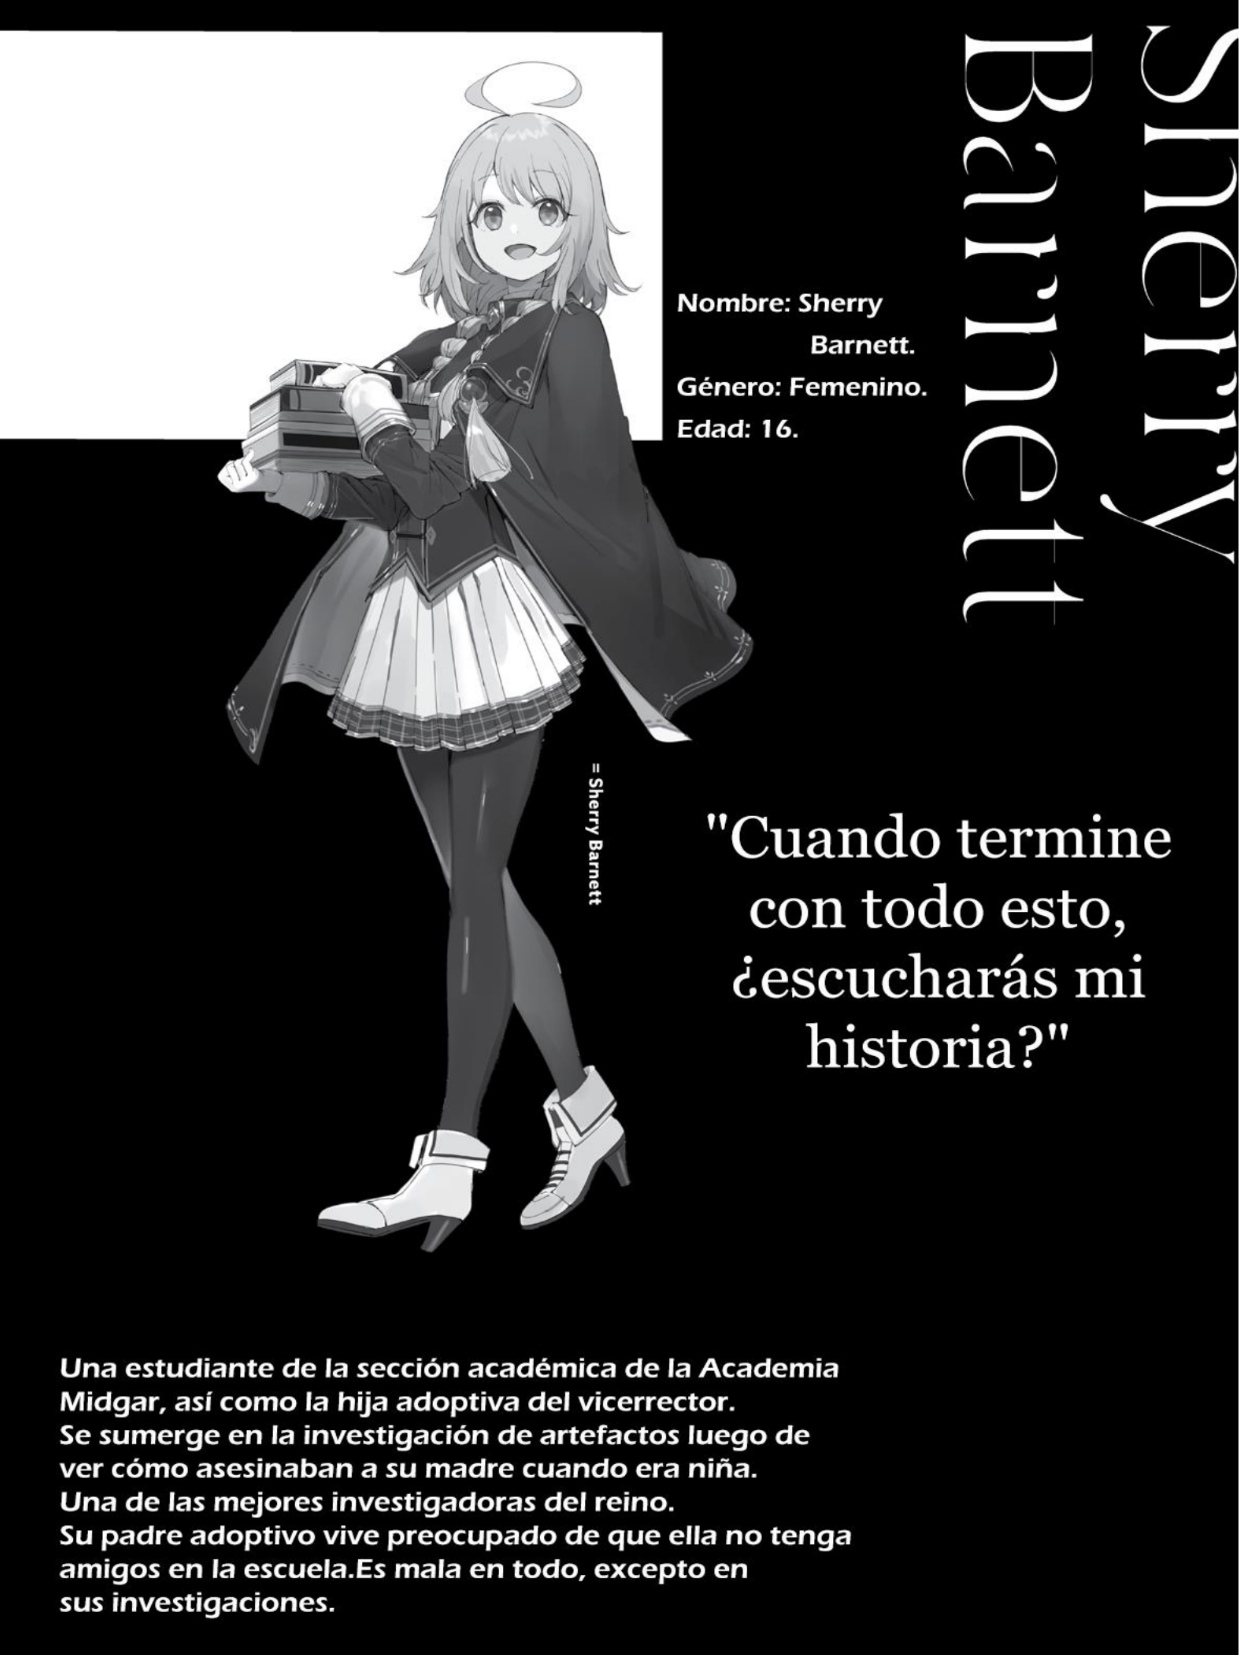 Sherry
Barnett
Nombre: Sherry
Barnett.
Género: Femenino.
Edad: 16.
= Sherry Barnett
"Cuando termine
con todo esto,
¿escucharás mi
historia?"
Una estudiante de la sección académica de la Academia
Midgar, así como la hija adoptiva del vicerrector.
Se sumerge en la investigación de artefactos luego de
ver cómo asesinaban a su madre cuando era niña.
Una de las mejores investigadoras del reino.
Su padre adoptivo vive preocupado de que ella no tenga
amigos en la escuela.Es mala en todo, excepto en
sus investigaciones.